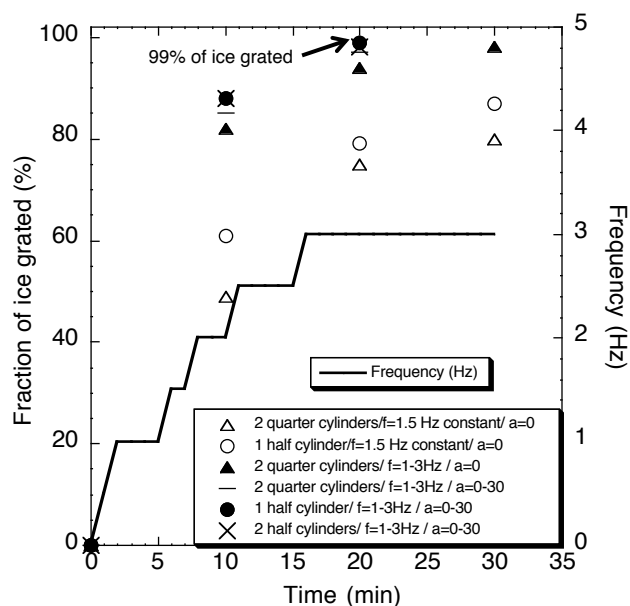 99% of ice grated
Fraction of ice grated (%)
100
80
60
40
20
0
5
4
3
2
1
0
Frequency (Hz)
Frequency (Hz)
2 quarter cylinders/f=1.5 Hz constant/ a=0
1 half cylinder/f=1.5 Hz constant/ a=0
2 quarter cylinders/ f=1-3Hz / a=0
2 quarter cylinders/ f=1-3Hz / a=0-30
1 half cylinder/ f=1-3Hz / a=0-30
2 half cylinders/ f=1-3Hz / a=0-30
0 5 10 15 20 25 30 35
Time (min)